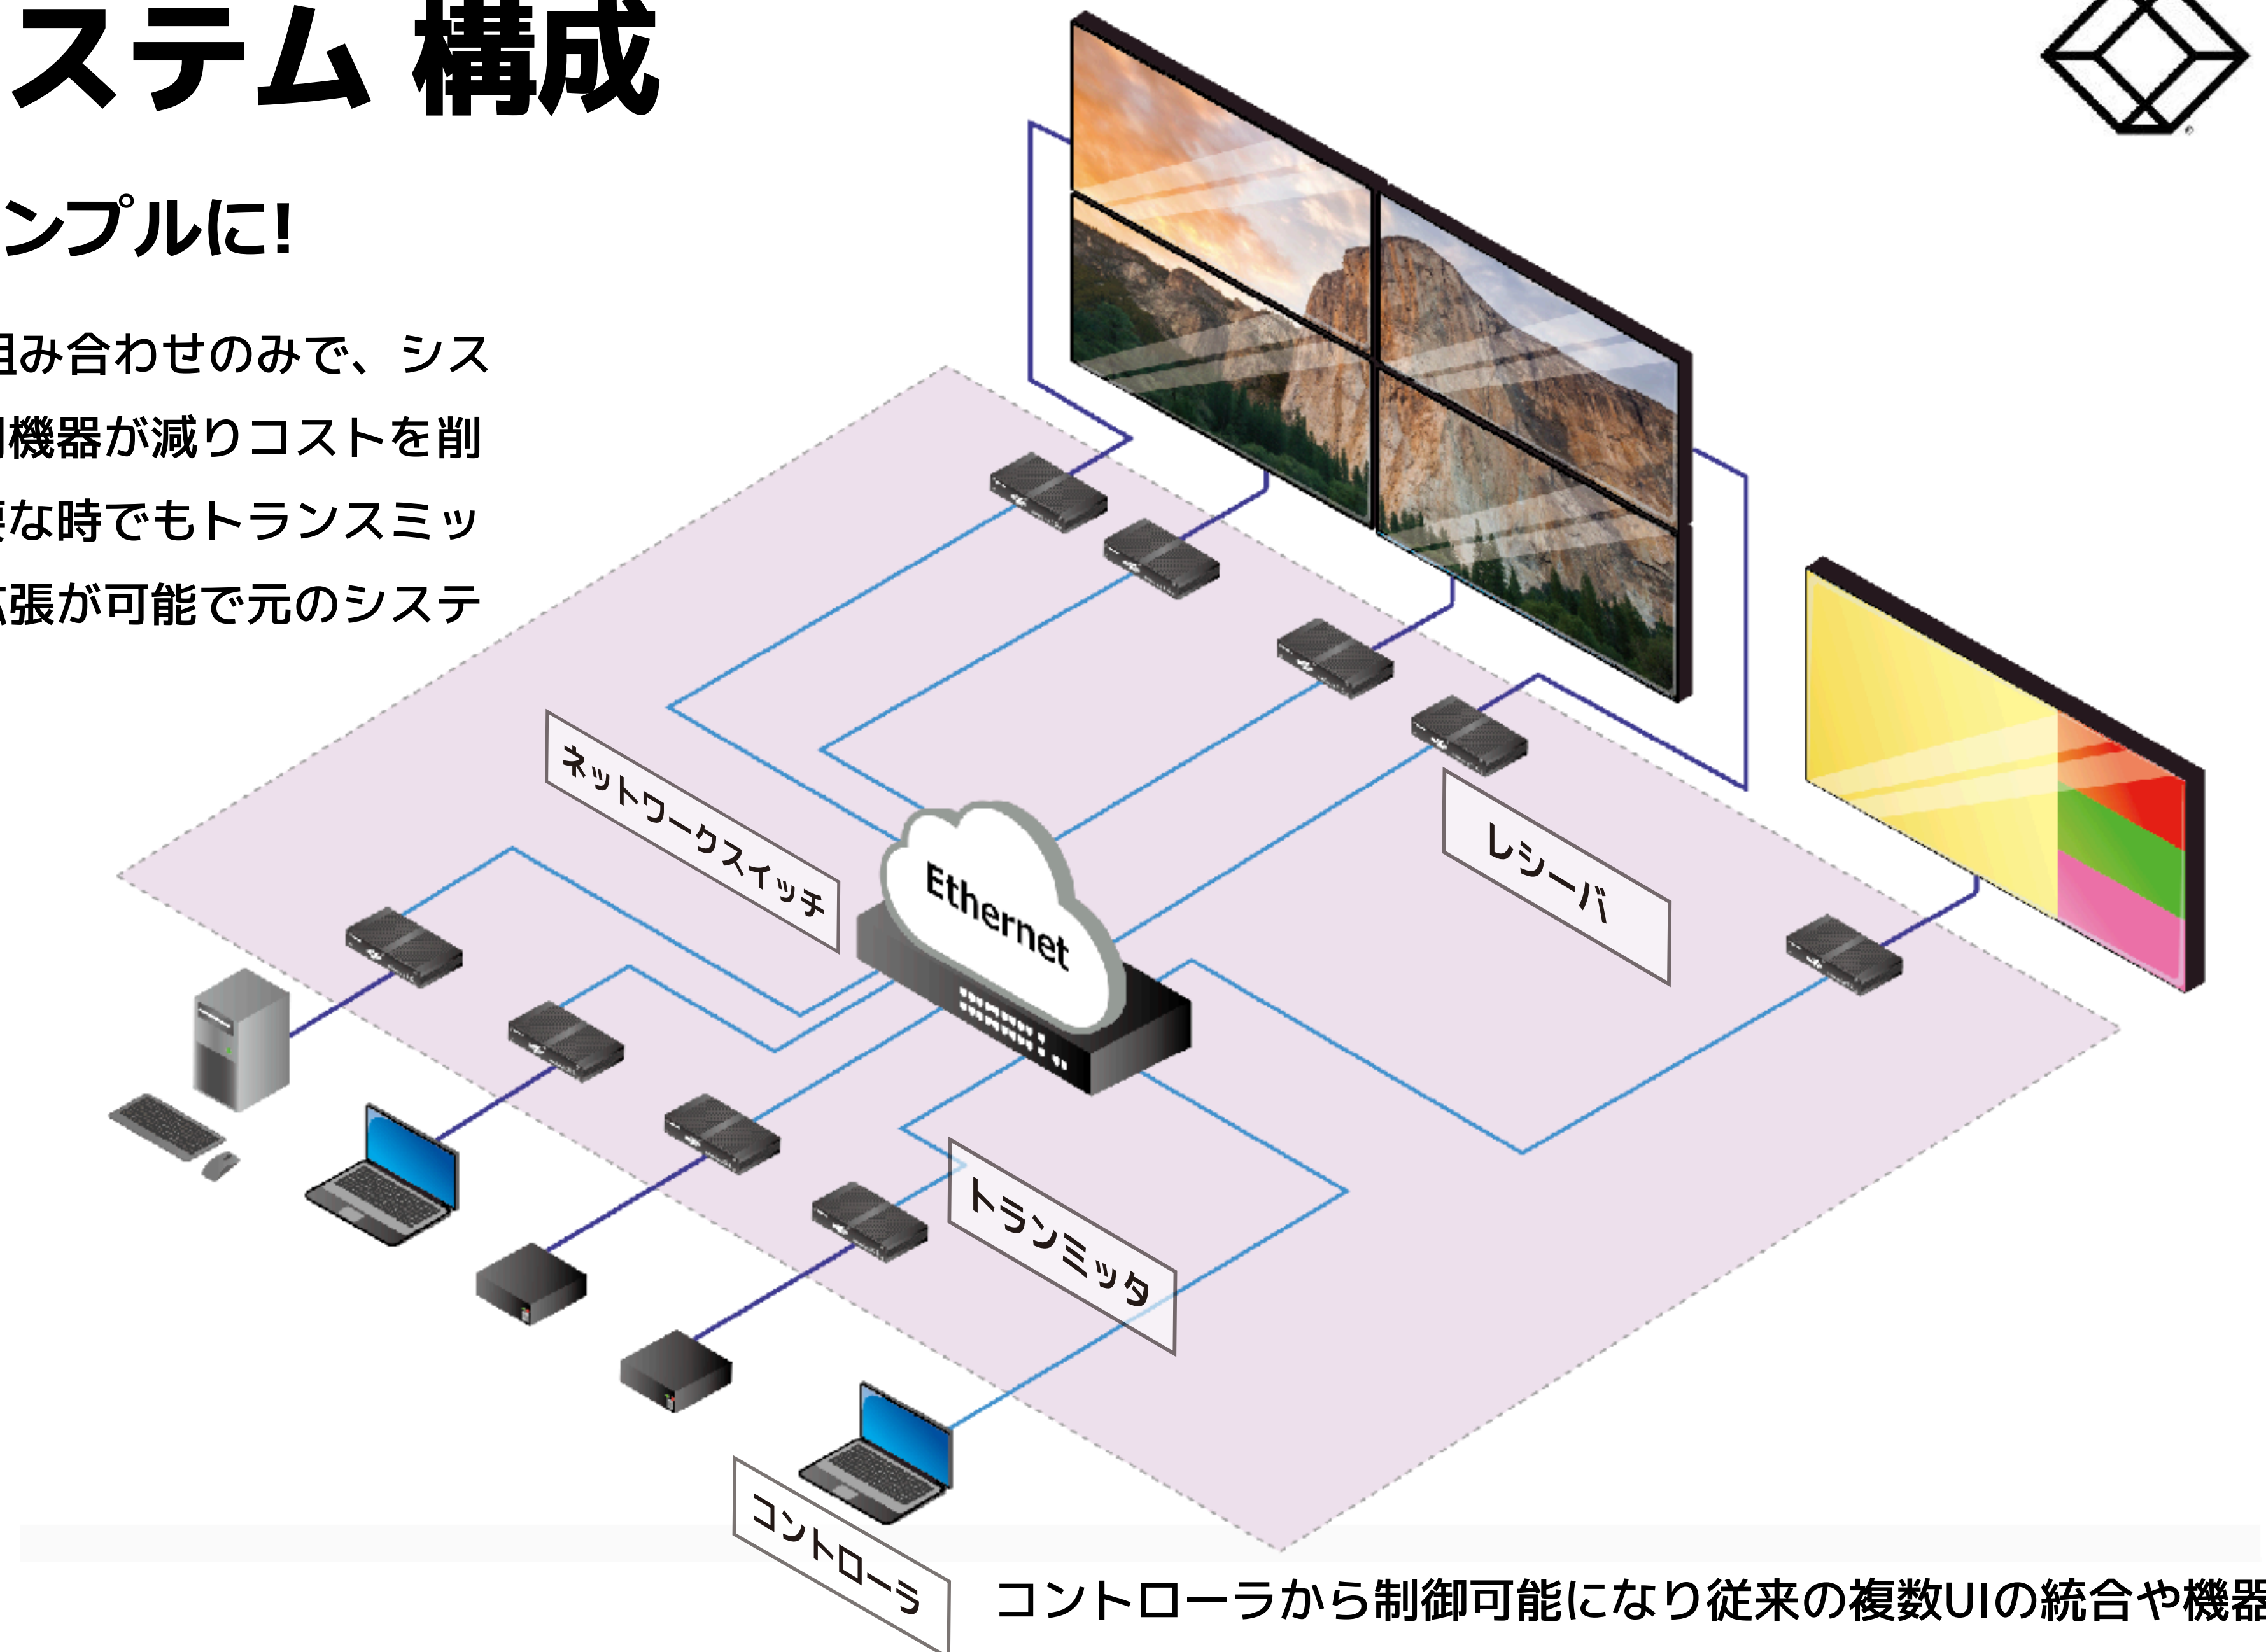 ステム 構成
ンプルに!
組み合わせのみで、シス
機器が減りコストを削
要な時でもトランスミッ
拡張が可能で元のシステ
ネットワークスイッチ
Ethernet
レシーバ
トランミッタ
コントローラ
コントローラから制御可能になり従来の複数UIの統合や機器